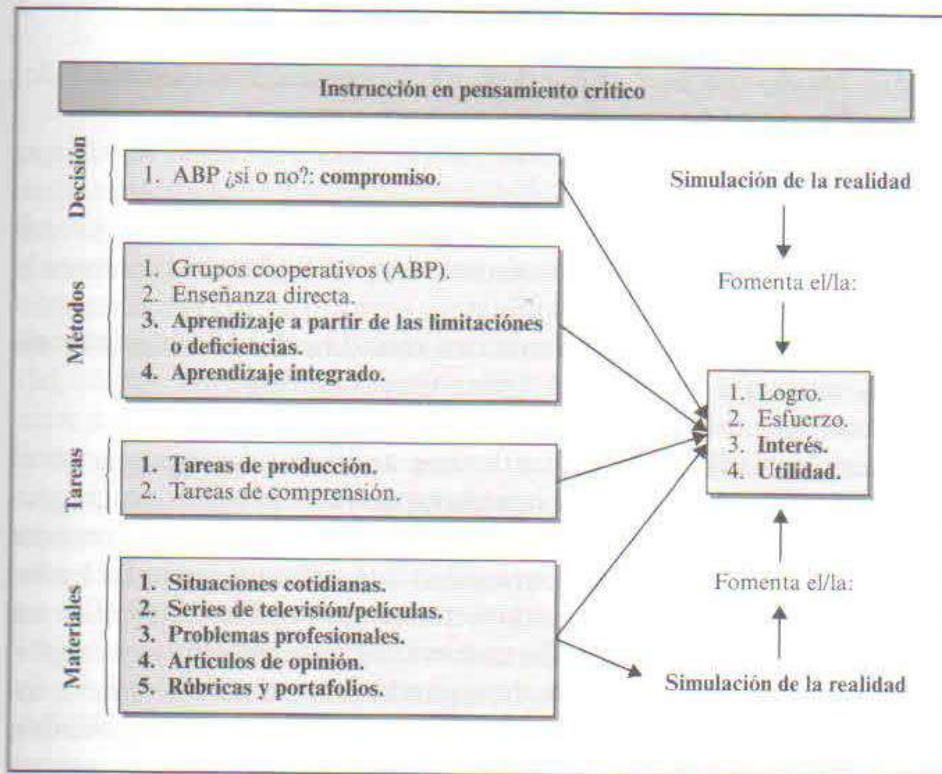 Instrucción en pensamiento crítico
Decisión
1. ABP ¿sí o no?: compromiso.
Métodos
1. Grupos cooperativos (ABP).
2. Enseñanza directa.
3. Aprendizaje a partir de las limitaciónes
o deficiencias.
4. Aprendizaje integrado.
Tareas
1. Tareas de producción.
2. Tareas de comprensión.
Materiales
1. Situaciones cotidianas.
2. Series de televisión/películas.
3. Problemas profesionales.
4. Artículos de opinión.
5. Rúbricas y portafolios.
Simulación de la realidad
Fomenta el/la:
1. Logro.
2. Esfuerzo.
3. Interés.
4. Utilidad.
Fomenta el/la:
Simulación de la realidad